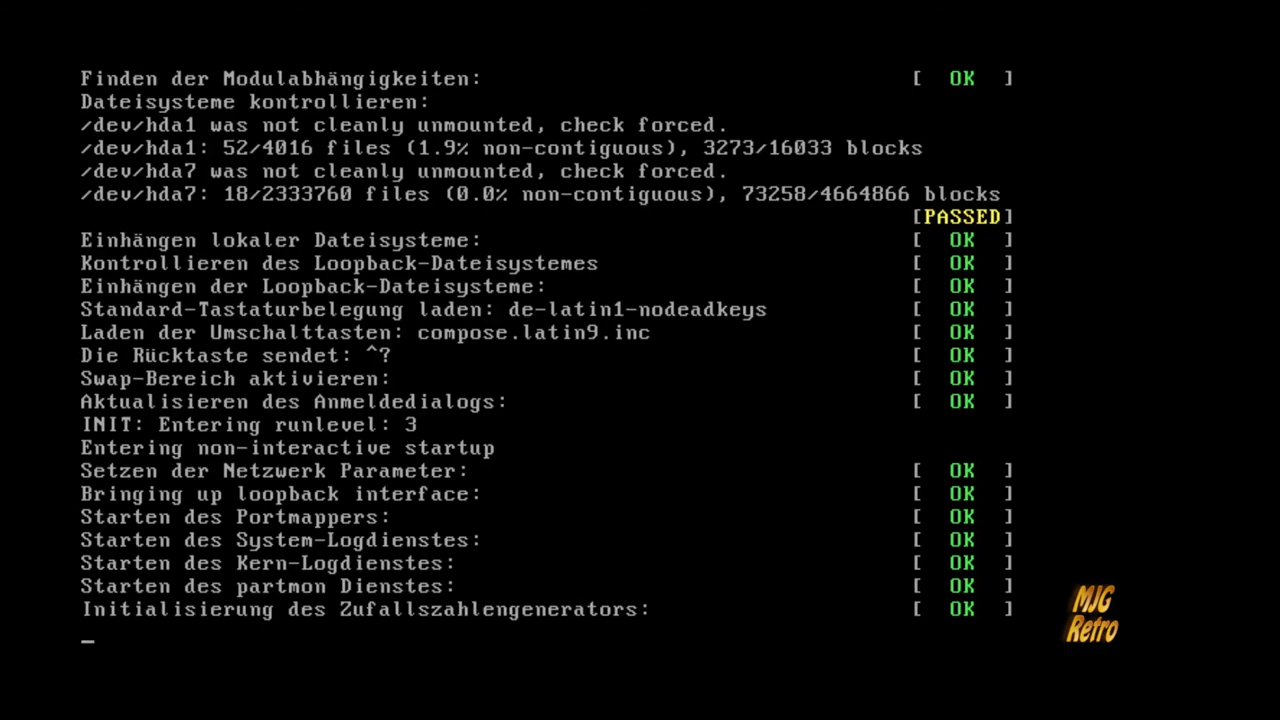 Finden der Modulabhängigkeiten: [ OK ]
Dateisysteme kontrollieren:
/dev/hda1 was not cleanly unmounted, check forced.
/dev/hda1: 52/4016 files (1.9% non-contiguous), 3273/16033 blocks
/dev/hda7 was not cleanly unmounted, check forced.
/dev/hda7: 18/2333760 files (0.0% non-contiguous), 73258/4664866 blocks
[PASSED]
Einhängen lokaler Dateisysteme: [ OK ]
Kontrollieren des Loopback-Dateisystemes [ OK ]
Einhängen der Loopback-Dateisysteme: [ OK ]
Standard-Tastaturbelegung laden: de-latin1-nodeadkeys [ OK ]
Laden der Umschalttasten: compose.latin9.inc [ OK ]
Die Rücktaste sendet: ^? [ OK ]
Swap-Bereich aktivieren: [ OK ]
Aktualisieren des Anmeldedialogs: [ OK ]
INIT: Entering runlevel: 3
Entering non-interactive startup
Setzen der Netzwerk Parameter: [ OK ]
Bringing up loopback interface: [ OK ]
Starten des Portmappers: [ OK ]
Starten des System-Logdienstes: [ OK ]
Starten des Kern-Logdienstes: [ OK ]
Starten des partmon Dienstes: [ OK ]
Initialisierung des Zufallszahlengenerators: [ OK ]
_
MJG
Retro